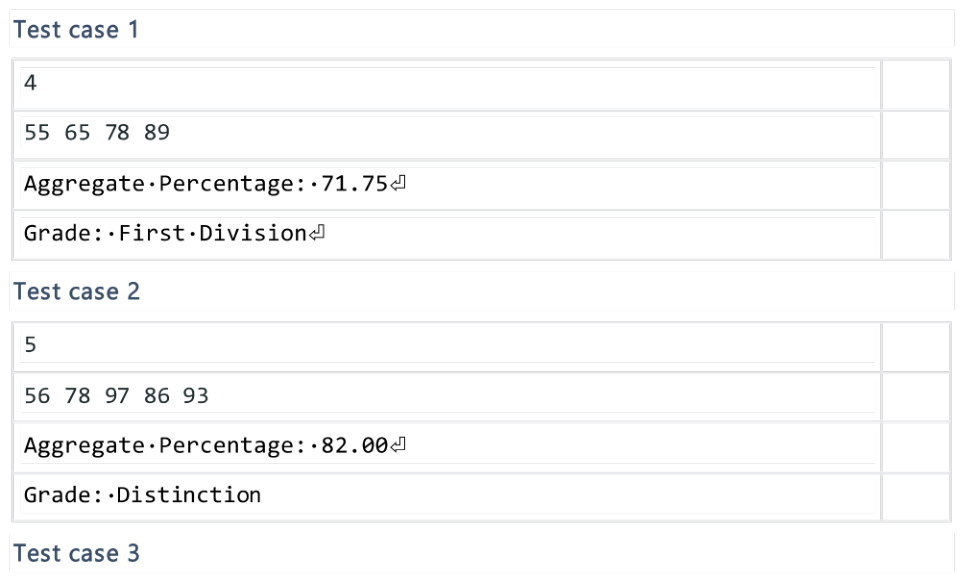 Test case 1
4
55 65 78 89
Aggregate·Percentage:·71.75⏎
Grade:·First·Division⏎
Test case 2
5
56 78 97 86 93
Aggregate·Percentage:·82.00⏎
Grade:·Distinction
Test case 3